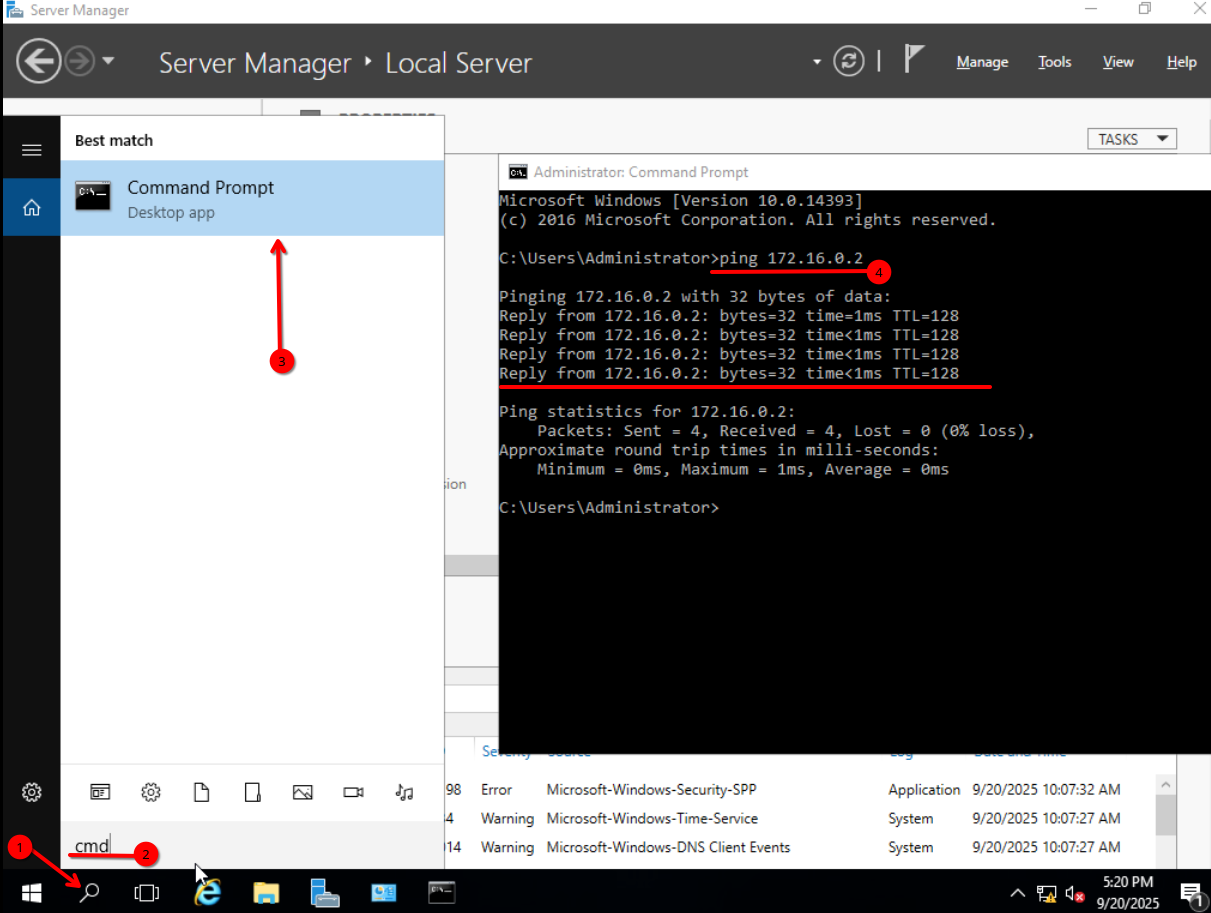 Server Manager
Server Manager ‣ Local Server
Manage Tools View Help
Best match
TASKS
Command Prompt
Desktop app
Administrator: Command Prompt
Microsoft Windows [Version 10.0.14393]
(c) 2016 Microsoft Corporation. All rights reserved.
C:\Users\Administrator>ping 172.16.0.2
4
Pinging 172.16.0.2 with 32 bytes of data:
Reply from 172.16.0.2: bytes=32 time=1ms TTL=128
Reply from 172.16.0.2: bytes=32 time<1ms TTL=128
Reply from 172.16.0.2: bytes=32 time<1ms TTL=128
Reply from 172.16.0.2: bytes=32 time<1ms TTL=128
3
Ping statistics for 172.16.0.2:
Packets: Sent = 4, Received = 4, Lost = 0 (0% loss),
Approximate round trip times in milli-seconds:
Minimum = 0ms, Maximum = 1ms, Average = 0ms
C:\Users\Administrator>
98 Error Microsoft-Windows-Security-SPP Application 9/20/2025 10:07:32 AM
4 Warning Microsoft-Windows-Time-Service System 9/20/2025 10:07:27 AM
14 Warning Microsoft-Windows-DNS Client Events System 9/20/2025 10:07:27 AM
cmd
2
1
5:20 PM
9/20/2025
1